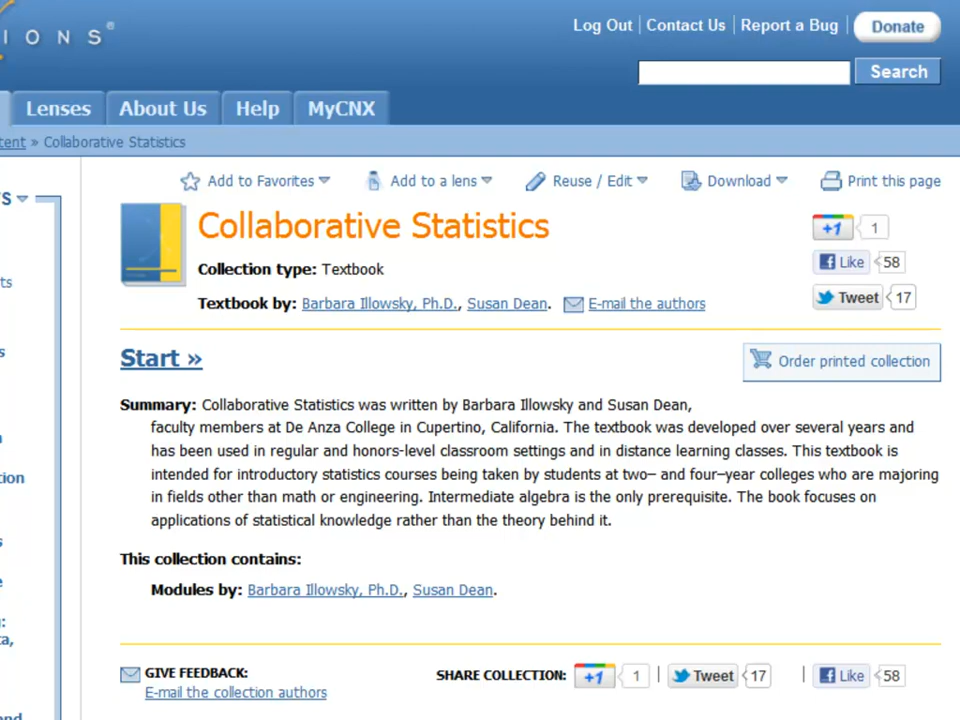 IONS®
Log Out | Contact Us | Report a Bug | Donate
Search
Lenses About Us Help MyCNX
tent » Collaborative Statistics
Add to Favorites Add to a lens Reuse / Edit Download Print this page
S
Collaborative Statistics
+1 1
Collection type: Textbook
Like 58
ts
Textbook by: Barbara Illowsky, Ph.D., Susan Dean. E-mail the authors
Tweet 17
s
Start »
Order printed collection
Summary: Collaborative Statistics was written by Barbara Illowsky and Susan Dean,
faculty members at De Anza College in Cupertino, California. The textbook was developed over several years and
has been used in regular and honors-level classroom settings and in distance learning classes. This textbook is
intended for introductory statistics courses being taken by students at two– and four–year colleges who are majoring
tion
in fields other than math or engineering. Intermediate algebra is the only prerequisite. The book focuses on
applications of statistical knowledge rather than the theory behind it.
s
This collection contains:
e
Modules by: Barbara Illowsky, Ph.D., Susan Dean.
:
ta,
GIVE FEEDBACK:
E-mail the collection authors
SHARE COLLECTION: +1 1 | Tweet 17 | Like 58
nd